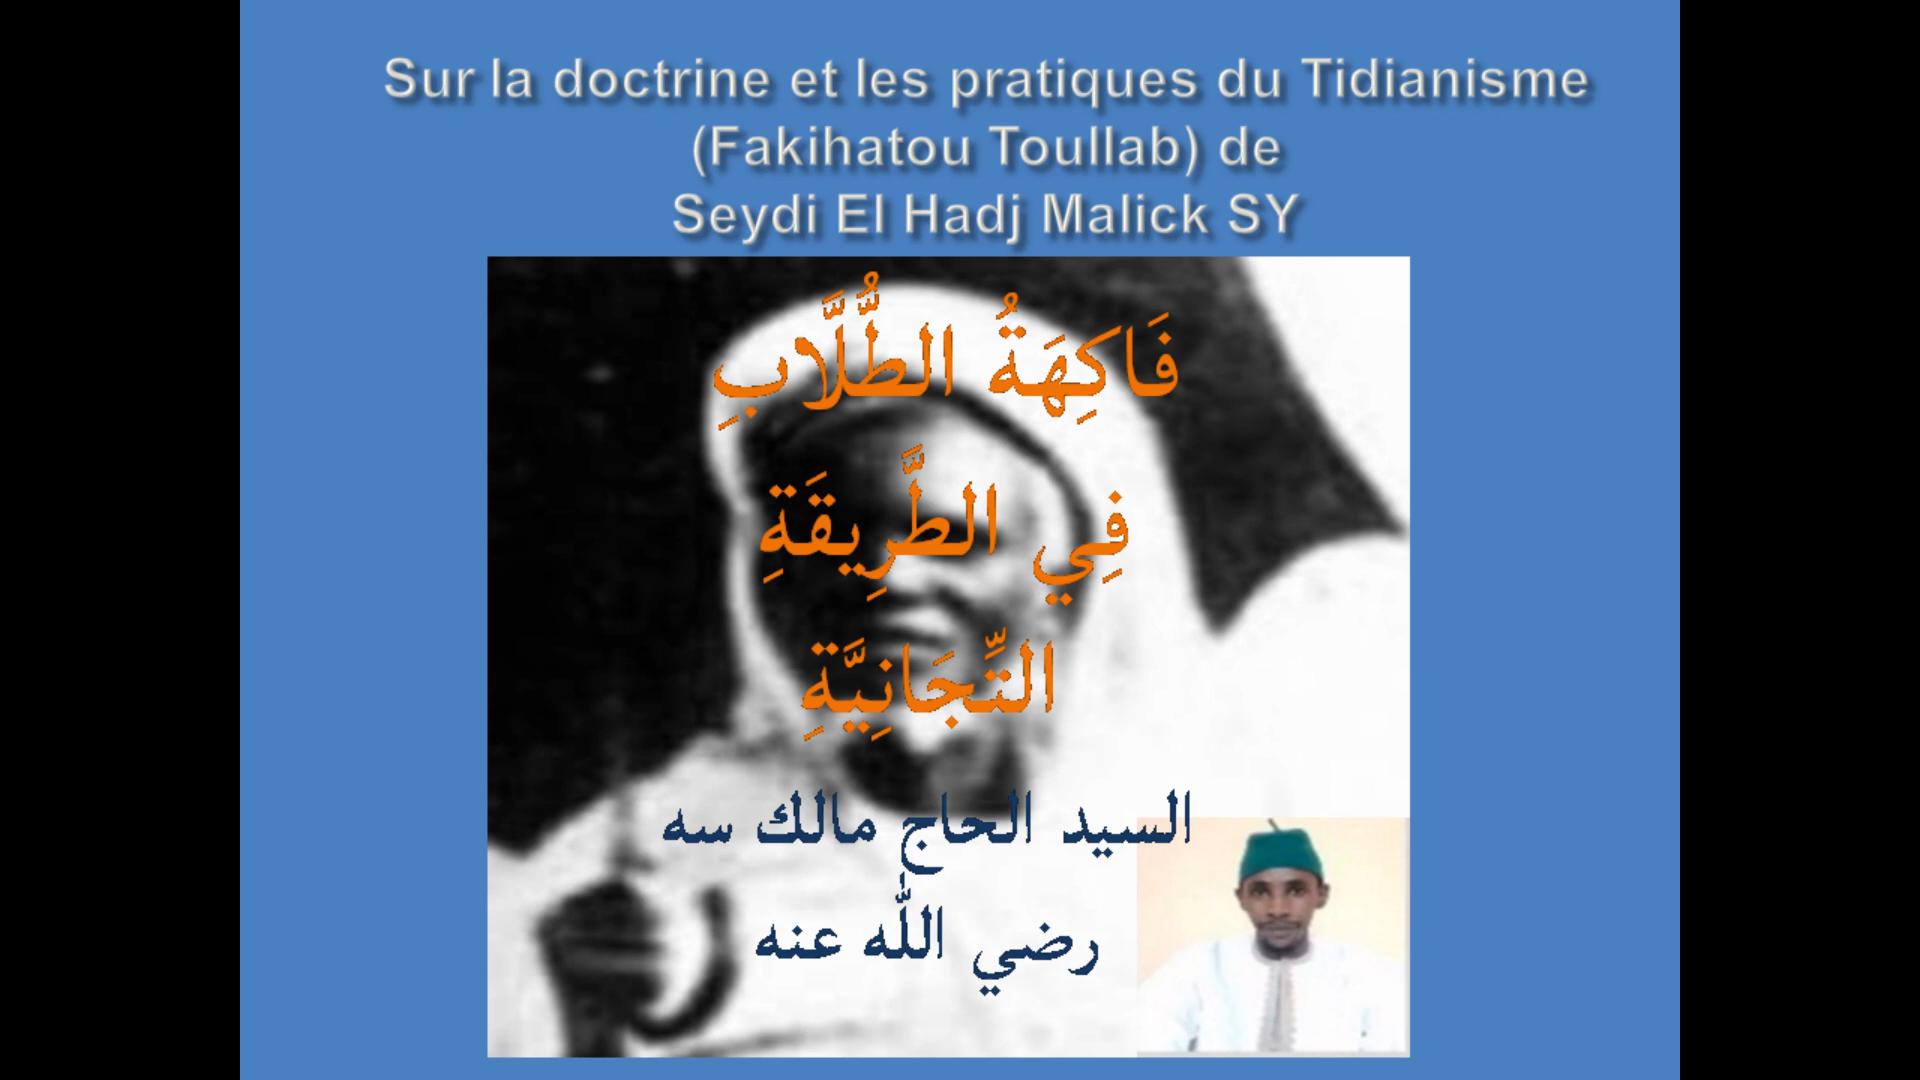 Sur la doctrine et les pratiques du Tidianisme
(Fakihatou Toullab) de
Seydi El Hadj Malick SY
فَاكِهَةُ الطُّلَّابِ
فِي الطَّرِيقَةِ
التِّجَانِيَّةِ
السيد الحاج مالك سه
رضي الله عنه